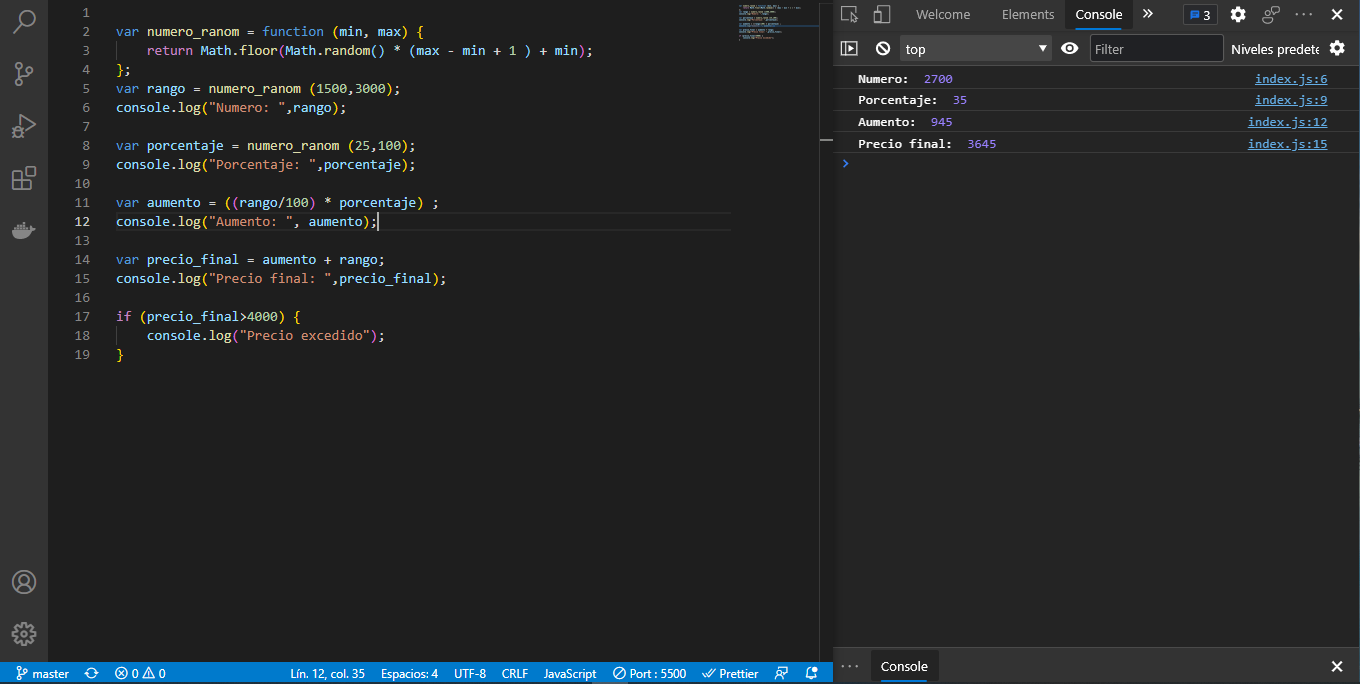 1
2 var numero_ranom = function (min, max) {
3 return Math.floor(Math.random() * (max - min + 1 ) + min);
4 };
5 var rango = numero_ranom (1500,3000);
6 console.log("Numero: ",rango);
7
8 var porcentaje = numero_ranom (25,100);
9 console.log("Porcentaje: ",porcentaje);
10
11 var aumento = ((rango/100) * porcentaje) ;
12 console.log("Aumento: ", aumento);
13
14 var precio_final = aumento + rango;
15 console.log("Precio final: ",precio_final);
16
17 if (precio_final>4000) {
18 console.log("Precio excedido");
19 }
Welcome Elements Console 3
top Filter Niveles predete
Numero: 2700 index.js:6
Porcentaje: 35 index.js:9
Aumento: 945 index.js:12
Precio final: 3645 index.js:15
Console
master 0 0 Lín. 12, col. 35 Espacios: 4 UTF-8 CRLF JavaScript Port : 5500 Prettier